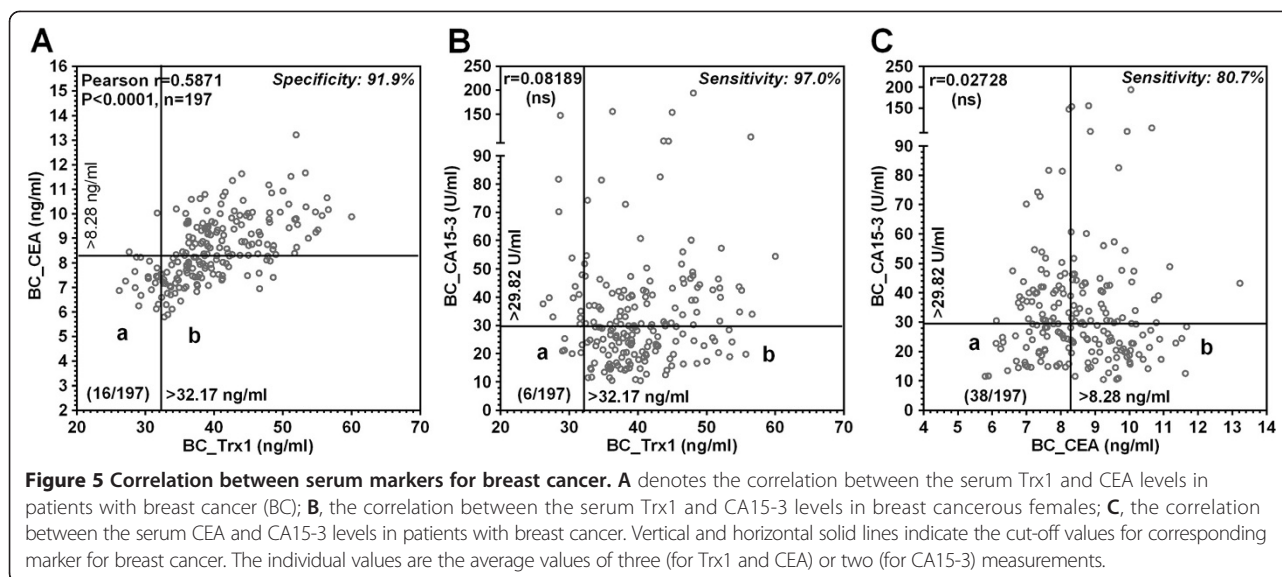 A
Pearson r=0.5871
P<0.0001, n=197
Specificity: 91.9%
BC_CEA (ng/ml)
16
15
14
13
12
11
10
9
8
7
6
5
4
3
2
>8.28 ng/ml
a
b
(16/197)
>32.17 ng/ml
20 30 40 50 60 70
BC_Trx1 (ng/ml)
B
r=0.08189
(ns)
Sensitivity: 97.0%
BC_CA15-3 (U/ml)
250
200
150
100
90
80
70
60
50
40
30
20
10
0
>29.82 U/ml
a
b
(6/197)
>32.17 ng/ml
20 30 40 50 60 70
BC_Trx1 (ng/ml)
C
r=0.02728
(ns)
Sensitivity: 80.7%
BC_CA15-3 (U/ml)
250
200
150
90
80
70
60
50
40
30
20
10
0
>29.82 U/ml
a
b
(38/197)
>8.28 ng/ml
4 5 6 7 8 9 10 11 12 13 14
BC_CEA (ng/ml)
Figure 5 Correlation between serum markers for breast cancer. A denotes the correlation between the serum Trx1 and CEA levels in
patients with breast cancer (BC); B, the correlation between the serum Trx1 and CA15-3 levels in breast cancerous females; C, the correlation
between the serum CEA and CA15-3 levels in patients with breast cancer. Vertical and horizontal solid lines indicate the cut-off values for corresponding
marker for breast cancer. The individual values are the average values of three (for Trx1 and CEA) or two (for CA15-3) measurements.